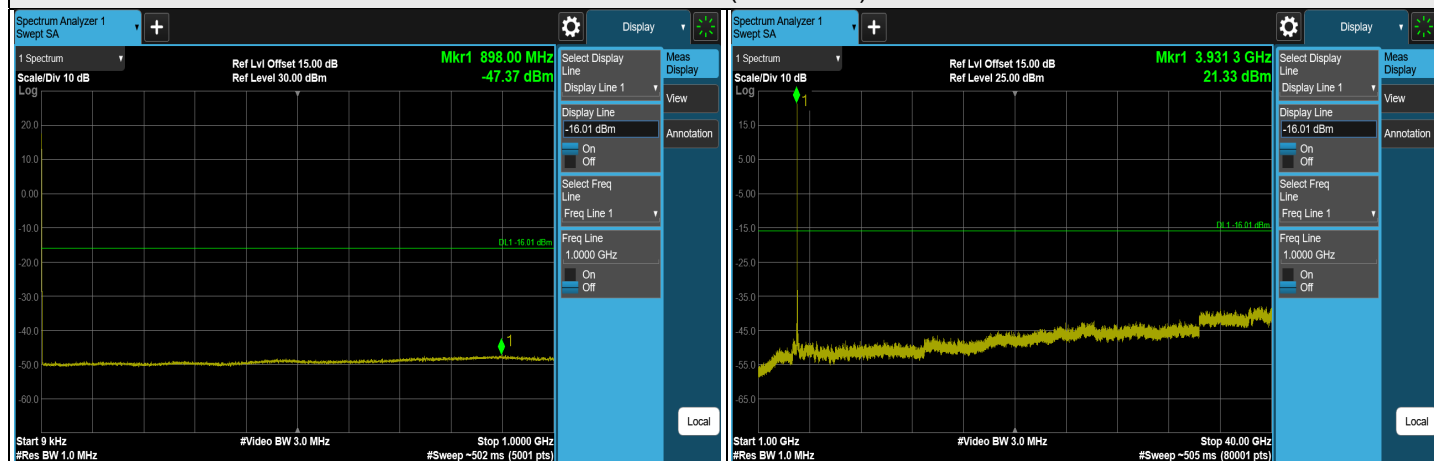 Spectrum Analyzer 1
Swept SA
+
Display
1 Spectrum
Scale/Div 10 dB
Log
Ref Lvl Offset 15.00 dB
Ref Level 30.00 dBm
Mkr1 898.00 MHz
-47.37 dBm
20.0
10.0
0.00
-10.0
-20.0
-30.0
-40.0
-50.0
-60.0
DL1 -16.01 dBm
1
Start 9 kHz
#Res BW 1.0 MHz
#Video BW 3.0 MHz
Stop 1.0000 GHz
#Sweep ~502 ms (5001 pts)
Select Display
Line
Display Line 1
Display Line
-16.01 dBm
On
Off
Select Freq
Line
Freq Line 1
Freq Line
1.0000 GHz
On
Off
Meas
Display
View
Annotation
Local
Spectrum Analyzer 1
Swept SA
+
Display
1 Spectrum
Scale/Div 10 dB
Log
Ref Lvl Offset 15.00 dB
Ref Level 25.00 dBm
Mkr1 3.931 3 GHz
21.33 dBm
1
15.0
5.00
-5.00
-15.0
-25.0
-35.0
-45.0
-55.0
-65.0
DL1 -16.01 dBm
Start 1.00 GHz
#Res BW 1.0 MHz
#Video BW 3.0 MHz
Stop 40.00 GHz
#Sweep ~505 ms (80001 pts)
Select Display
Line
Display Line 1
Display Line
-16.01 dBm
On
Off
Select Freq
Line
Freq Line 1
Freq Line
1.0000 GHz
On
Off
Meas
Display
View
Annotation
Local